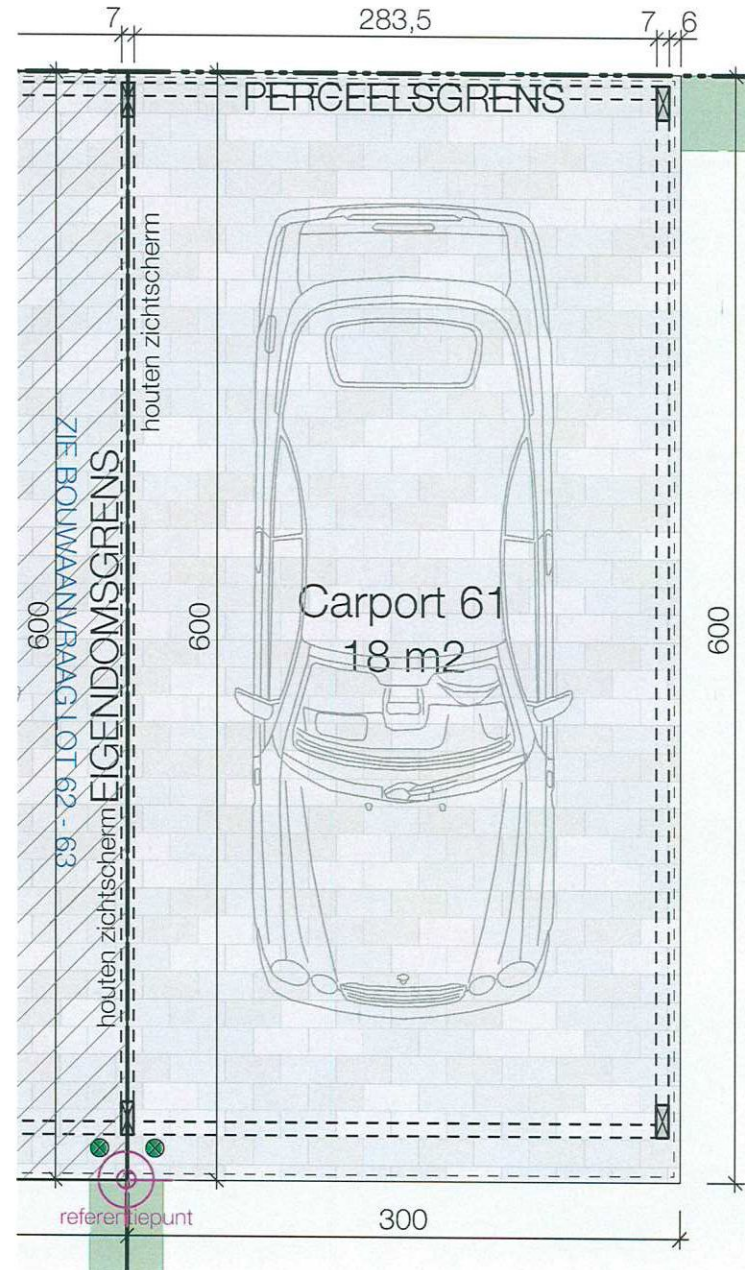 7
283,5
7
6
PERCEELSGRENS
houten zichtscherm
ZIE BOUWAANVRAAG LOT 62 - 63
EIGENDOMSGRENS
houten zichtscherm
600
600
600
Carport 61
18 m2
referentiepunt
300